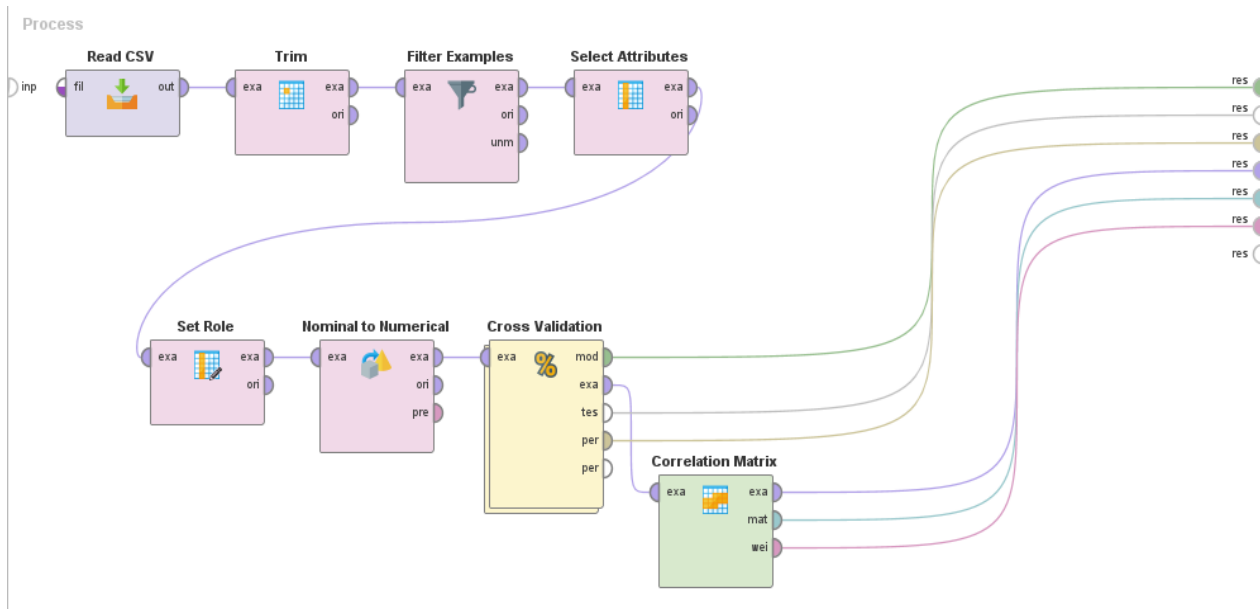 Process
Read CSV
Trim
Filter Examples
Select Attributes
inp
fil
out
exa
exa
exa
exa
exa
exa
ori
ori
ori
unm
res
res
res
res
res
res
res
Set Role
Nominal to Numerical
Cross Validation
exa
exa
exa
exa
exa
mod
ori
ori
exa
pre
tes
per
per
Correlation Matrix
exa
exa
mat
wei